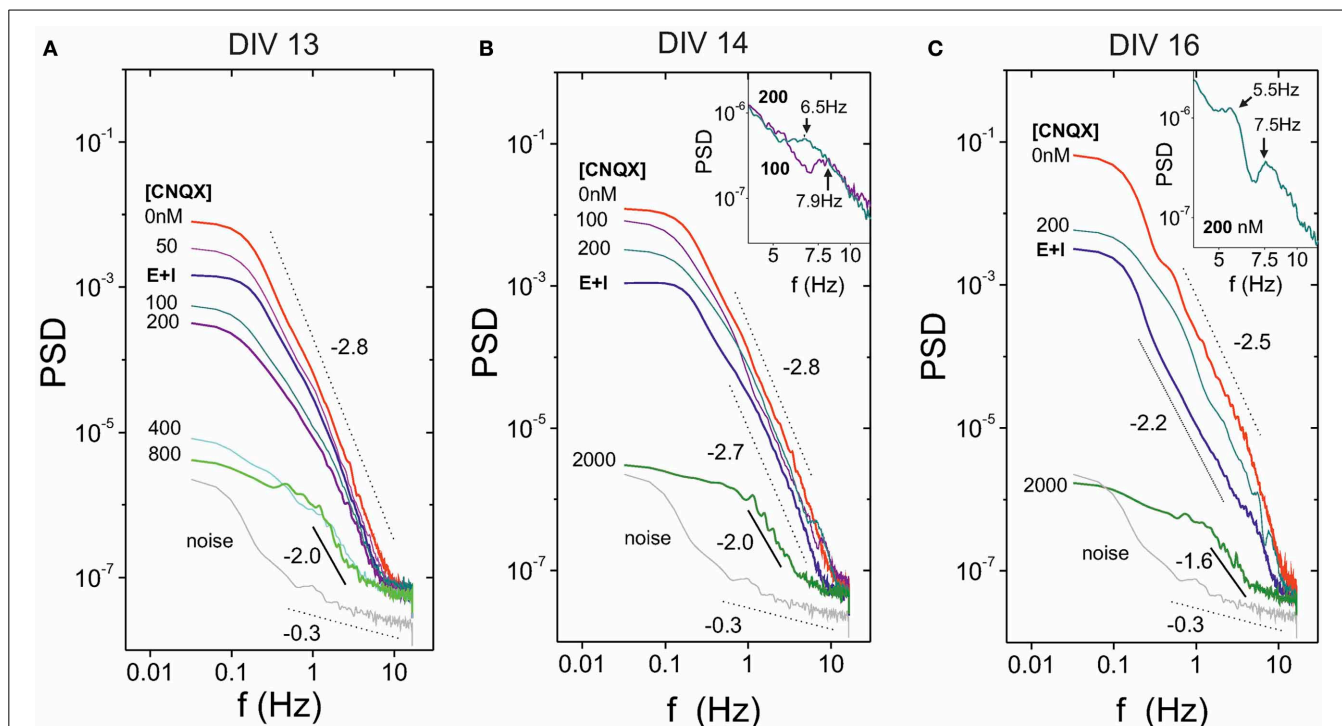 A
DIV 13
10-1
10-3
10-5
10-7
PSD
[CNQX]
0nM
50
E+I
100
200
400
800
noise
-2.8
-2.0
-0.3
0.01 0.1 1 10
f (Hz)
B
DIV 14
10-1
10-3
10-5
10-7
PSD
[CNQX]
0nM
100
200
E+I
2000
noise
-2.8
-2.7
-2.0
-0.3
0.01 0.1 1 10
f (Hz)
10-6
10-7
PSD
200
100
6.5Hz
7.9Hz
5 7.5 10
f (Hz)
C
DIV 16
10-1
10-3
10-5
10-7
PSD
[CNQX]
0nM
200
E+I
2000
noise
-2.5
-2.2
-1.6
-0.3
0.01 0.1 1 10
f (Hz)
10-6
10-7
PSD
5.5Hz
7.5Hz
200 nM
5 7.5 10
f (Hz)